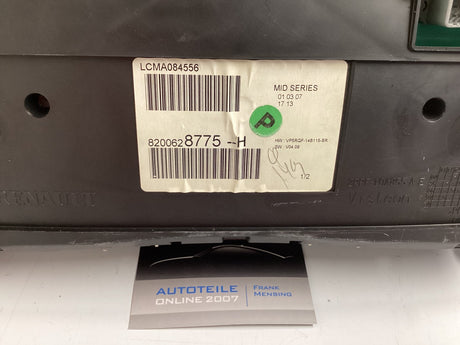 LCMA084556
MID SERIES
01 03 07
17:13
P
8200628775--H
HW : VP5RQF-14B115-BR
SW : V04.08
1/2
RENAULT
Visteon
AUTOTEILE
ONLINE 2007
FRANK
MENSING